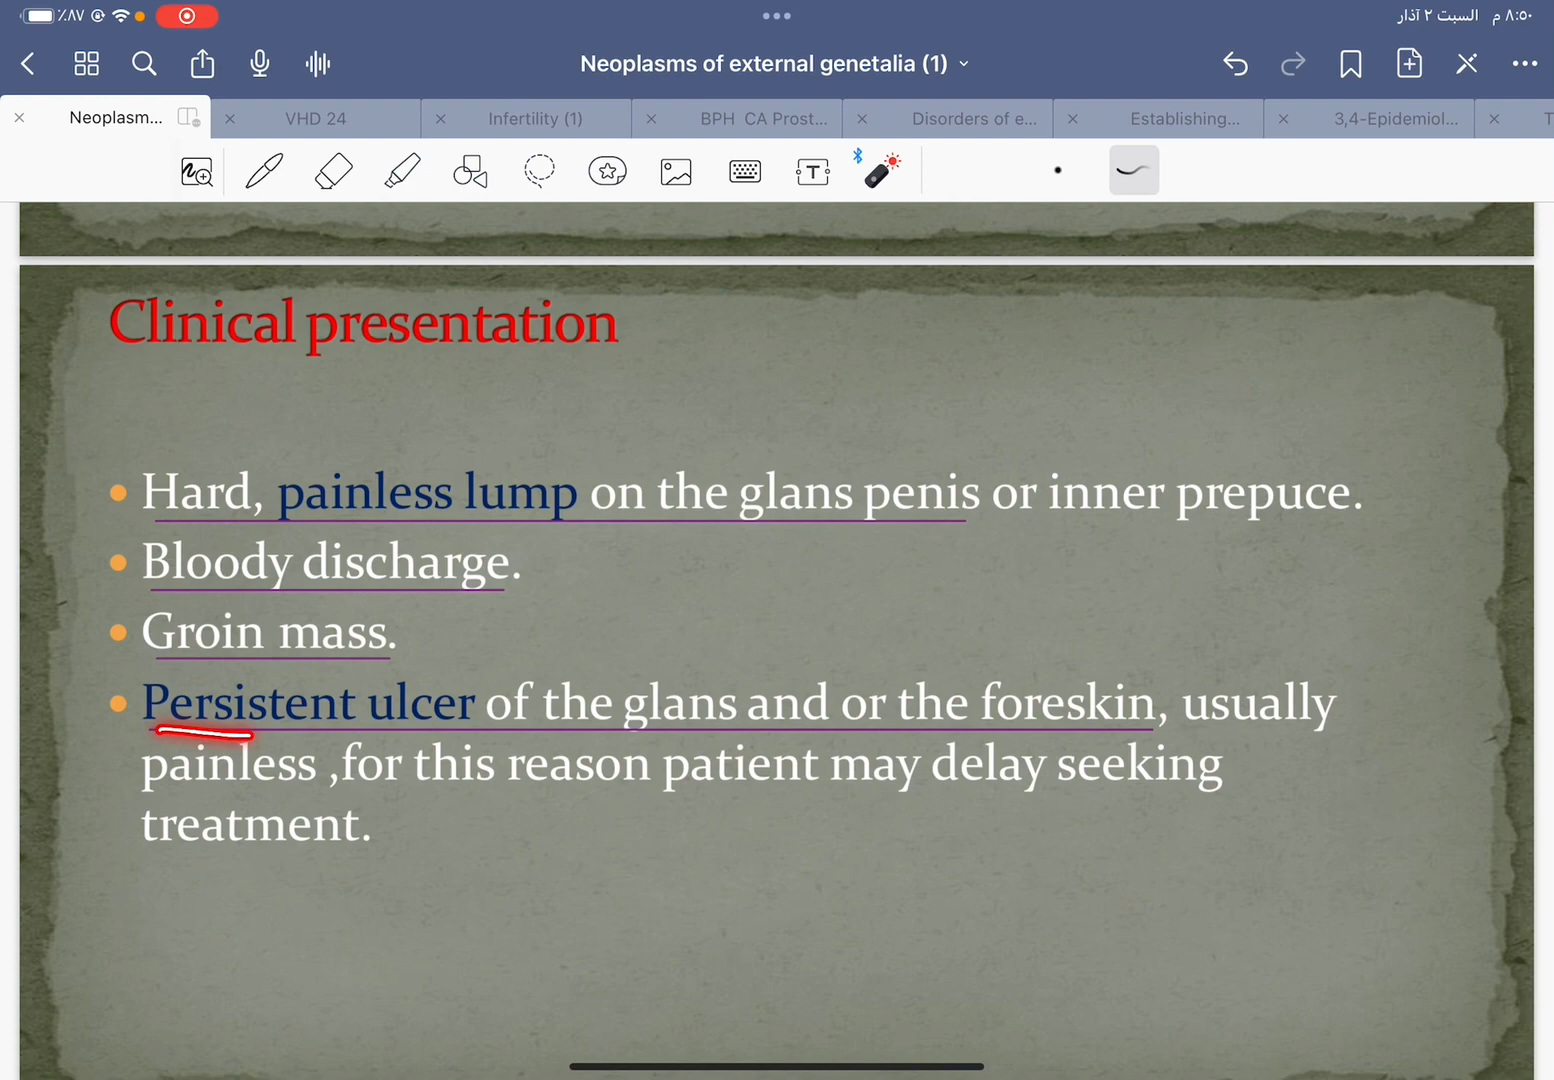 ٪٨٧
٨:٥٠ م السبت ٢ آذار
Neoplasms of external genetalia (1)
Neoplasm...
VHD 24
Infertility (1)
BPH CA Prost...
Disorders of e...
Establishing...
3,4-Epidemiol...
T
T
Clinical presentation
• Hard, painless lump on the glans penis or inner prepuce.
• Bloody discharge.
• Groin mass.
• Persistent ulcer of the glans and or the foreskin, usually
painless ,for this reason patient may delay seeking
treatment.